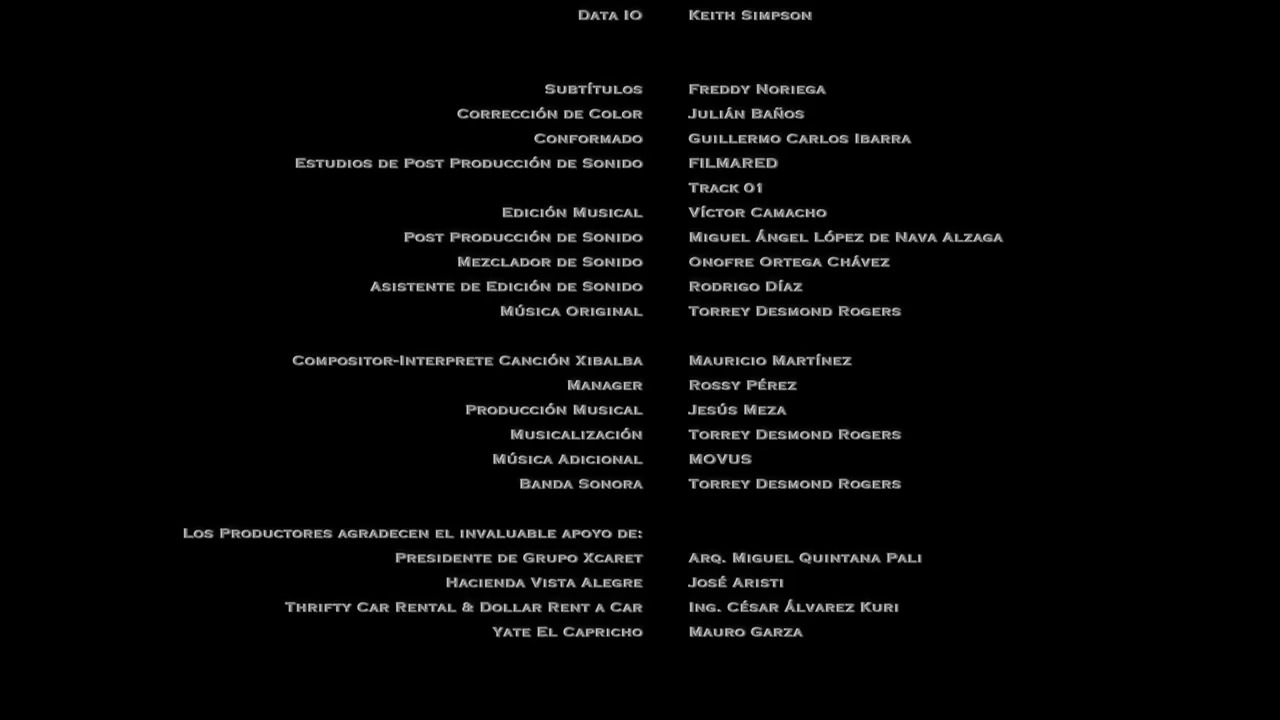 Data IO Keith Simpson
Subtítulos Freddy Noriega
Corrección de Color Julián Baños
Conformado Guillermo Carlos Ibarra
Estudios de Post Producción de Sonido FILMARED
Track 01
Edición Musical Víctor Camacho
Post Producción de Sonido Miguel Ángel López de Nava Alzaga
Mezclador de Sonido Onofre Ortega Chávez
Asistente de Edición de Sonido Rodrigo Díaz
Música Original Torrey Desmond Rogers
Compositor-Interprete Canción Xibalba Mauricio Martínez
Manager Rossy Pérez
Producción Musical Jesús Meza
Musicalización Torrey Desmond Rogers
Música Adicional MOVUS
Banda Sonora Torrey Desmond Rogers
Los Productores agradecen el invaluable apoyo de:
Presidente de Grupo Xcaret Arq. Miguel Quintana Pali
Hacienda Vista Alegre José Aristi
Thrifty Car Rental & Dollar Rent a Car Ing. César Álvarez Kuri
Yate El Capricho Mauro Garza